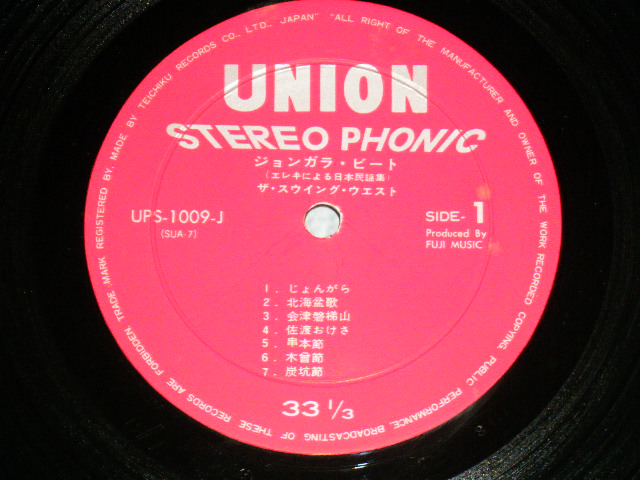 TRADE MARK REGISTERED BY. MADE BY TEICHIKU RECORDS CO., LTD., JAPAN" "ALL RIGHT OF THE MANUFACTURER AND OWNER OF THE WORK RECORDED COPYING, PUBLIC PERFORMANCE, BROADCASTING OF THESE RECORDS ARE FORBIDDEN.
UNION
STEREO PHONIC
ジョンガラ・ビート
(エレキによる日本民謡集)
ザ・スウイング・ウエスト
UPS-1009-J
(SUA-7)
SIDE- 1
Produced By
FUJI MUSIC
1. じょんがら
2. 北海盆歌
3. 会津磐梯山
4. 佐渡おけさ
5. 串本節
6. 木曾節
7. 炭坑節
33 1/3